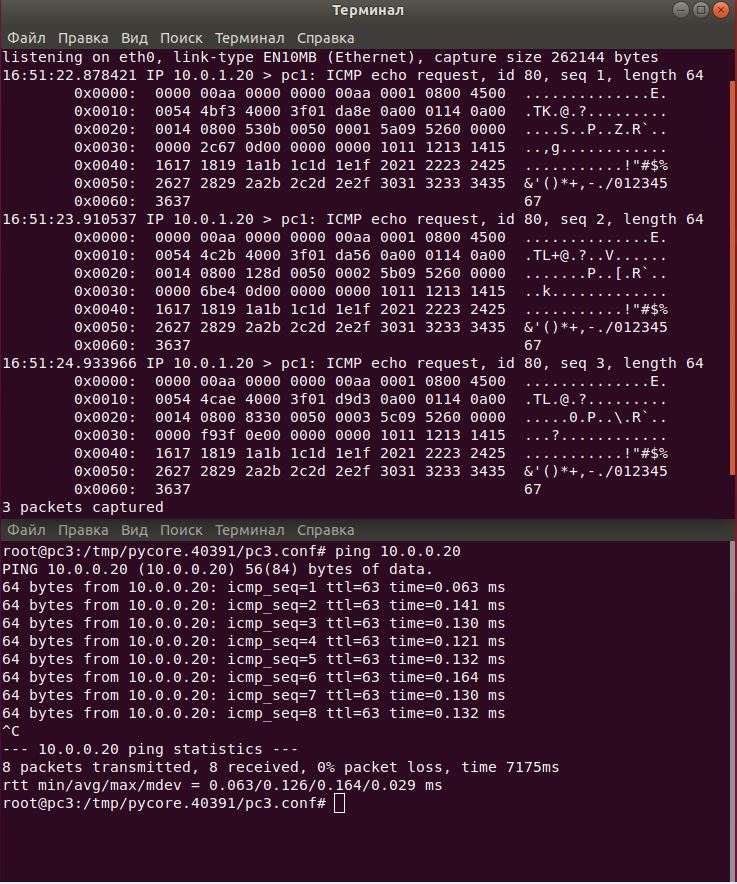 Терминал
Файл Правка Вид Поиск Терминал Справка
listening on eth0, link-type EN10MB (Ethernet), capture size 262144 bytes
16:51:22.878421 IP 10.0.1.20 > pc1: ICMP echo request, id 80, seq 1, length 64
0x0000: 0000 00aa 0000 0000 00aa 0001 0800 4500 ..............E.
0x0010: 0054 4bf3 4000 3f01 da8e 0a00 0114 0a00 .TK.@.?.........
0x0020: 0014 0800 530b 0050 0001 5a09 5260 0000 ....S..P..Z.R`..
0x0030: 0000 2c67 0d00 0000 0000 1011 1213 1415 ..,g............
0x0040: 1617 1819 1a1b 1c1d 1e1f 2021 2223 2425 ...........!"#$%
0x0050: 2627 2829 2a2b 2c2d 2e2f 3031 3233 3435 &'()*+,-./012345
0x0060: 3637 67
16:51:23.910537 IP 10.0.1.20 > pc1: ICMP echo request, id 80, seq 2, length 64
0x0000: 0000 00aa 0000 0000 00aa 0001 0800 4500 ..............E.
0x0010: 0054 4c2b 4000 3f01 da56 0a00 0114 0a00 .TL+@.?..V......
0x0020: 0014 0800 128d 0050 0002 5b09 5260 0000 .......P..[.R`..
0x0030: 0000 6be4 0d00 0000 0000 1011 1213 1415 ..k.............
0x0040: 1617 1819 1a1b 1c1d 1e1f 2021 2223 2425 ...........!"#$%
0x0050: 2627 2829 2a2b 2c2d 2e2f 3031 3233 3435 &'()*+,-./012345
0x0060: 3637 67
16:51:24.933966 IP 10.0.1.20 > pc1: ICMP echo request, id 80, seq 3, length 64
0x0000: 0000 00aa 0000 0000 00aa 0001 0800 4500 ..............E.
0x0010: 0054 4cae 4000 3f01 d9d3 0a00 0114 0a00 .TL.@.?.........
0x0020: 0014 0800 8330 0050 0003 5c09 5260 0000 .....0.P..\.R`..
0x0030: 0000 f93f 0e00 0000 0000 1011 1213 1415 ...?............
0x0040: 1617 1819 1a1b 1c1d 1e1f 2021 2223 2425 ...........!"#$%
0x0050: 2627 2829 2a2b 2c2d 2e2f 3031 3233 3435 &'()*+,-./012345
0x0060: 3637 67
3 packets captured
Файл Правка Вид Поиск Терминал Справка
root@pc3:/tmp/pycore.40391/pc3.conf# ping 10.0.0.20
PING 10.0.0.20 (10.0.0.20) 56(84) bytes of data.
64 bytes from 10.0.0.20: icmp_seq=1 ttl=63 time=0.063 ms
64 bytes from 10.0.0.20: icmp_seq=2 ttl=63 time=0.141 ms
64 bytes from 10.0.0.20: icmp_seq=3 ttl=63 time=0.130 ms
64 bytes from 10.0.0.20: icmp_seq=4 ttl=63 time=0.121 ms
64 bytes from 10.0.0.20: icmp_seq=5 ttl=63 time=0.132 ms
64 bytes from 10.0.0.20: icmp_seq=6 ttl=63 time=0.164 ms
64 bytes from 10.0.0.20: icmp_seq=7 ttl=63 time=0.130 ms
64 bytes from 10.0.0.20: icmp_seq=8 ttl=63 time=0.132 ms
^C
--- 10.0.0.20 ping statistics ---
8 packets transmitted, 8 received, 0% packet loss, time 7175ms
rtt min/avg/max/mdev = 0.063/0.126/0.164/0.029 ms
root@pc3:/tmp/pycore.40391/pc3.conf#